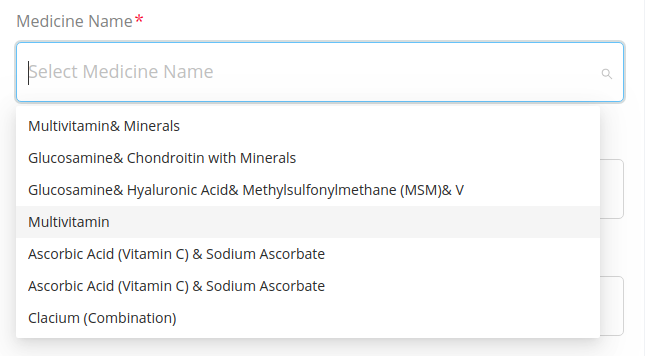 Medicine Name*
Select Medicine Name
Multivitamin& Minerals
Glucosamine& Chondroitin with Minerals
Glucosamine& Hyaluronic Acid& Methylsulfonylmethane (MSM)& V
Multivitamin
Ascorbic Acid (Vitamin C) & Sodium Ascorbate
Ascorbic Acid (Vitamin C) & Sodium Ascorbate
Clacium (Combination)